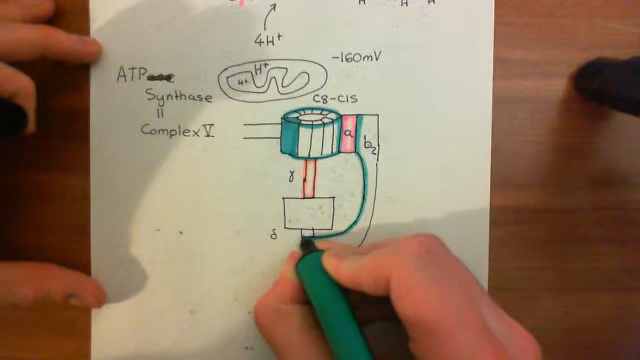 4H⁺
-160mV
ATP
H⁺
H⁺
Synthase
C8-C15
=
Complex V
a
b₂
γ
δ